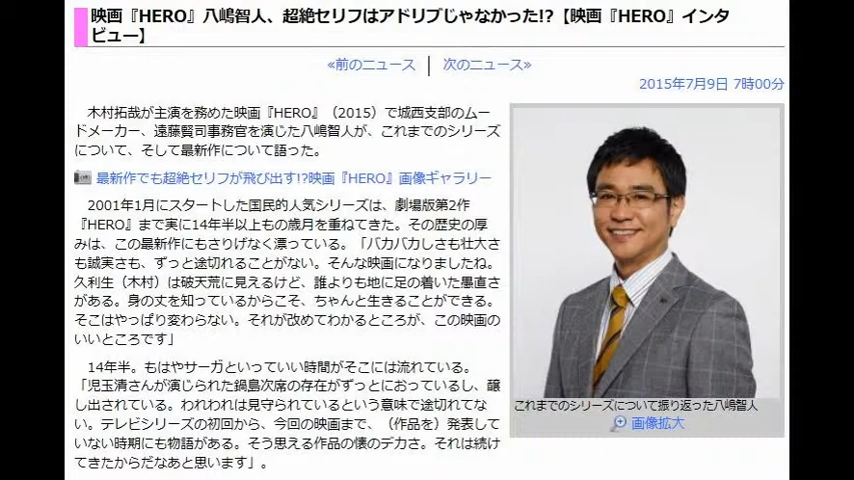 映画『HERO』八嶋智人、超絶セリフはアドリブじゃなかった!?【映画『HERO』インタ
ビュー】
«前のニュース │ 次のニュース»
2015年7月9日 7時00分
木村拓哉が主演を務めた映画『HERO』(2015)で城西支部のムー
ドメーカー、遠藤賢司事務官を演じた八嶋智人が、これまでのシリーズ
について、そして最新作について語った。
最新作でも超絶セリフが飛び出す!?映画『HERO』画像ギャラリー
2001年1月にスタートした国民的人気シリーズは、劇場版第2作
『HERO』まで実に14年半以上もの歳月を重ねてきた。その歴史の厚
みは、この最新作にもさりげなく漂っている。「バカバカしさも壮大さ
も誠実さも、ずっと途切れることがない。そんな映画になりましたね。
久利生（木村）は破天荒に見えるけど、誰よりも地に足の着いた愚直さ
がある。身の丈を知っているからこそ、ちゃんと生きることができる。
そこはやっぱり変わらない。それが改めてわかるところが、この映画の
いいところです」
14年半。もはやサーガといっていい時間がそこには流れている。
「児玉清さんが演じられた鍋島次席の存在がずっとにおっているし、醸
し出されている。われわれは見守られているという意味で途切れてな
い。テレビシリーズの初回から、今回の映画まで、（作品を）発表して
いない時期にも物語がある。そう思える作品の懐のデカさ。それは続け
てきたからだなあと思います」。
これまでのシリーズについて振り返った八嶋智人
画像拡大